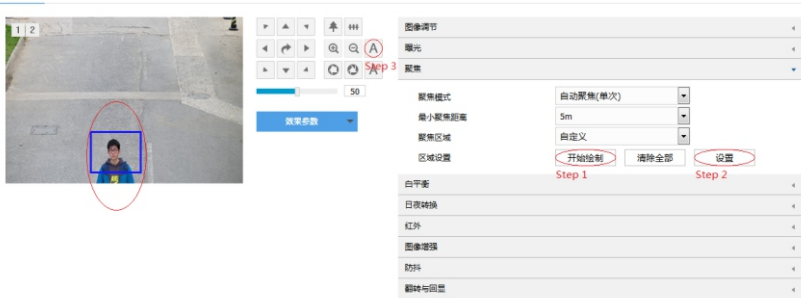 1 2
A
Step 3
A
50
效果参数
图像调节
曝光
聚焦
聚焦模式
自动聚焦(单次)
最小聚焦距离
5m
聚焦区域
自定义
区域设置
开始绘制
清除全部
设置
Step 1
Step 2
白平衡
日夜转换
红外
图像增强
防抖
翻转与回显